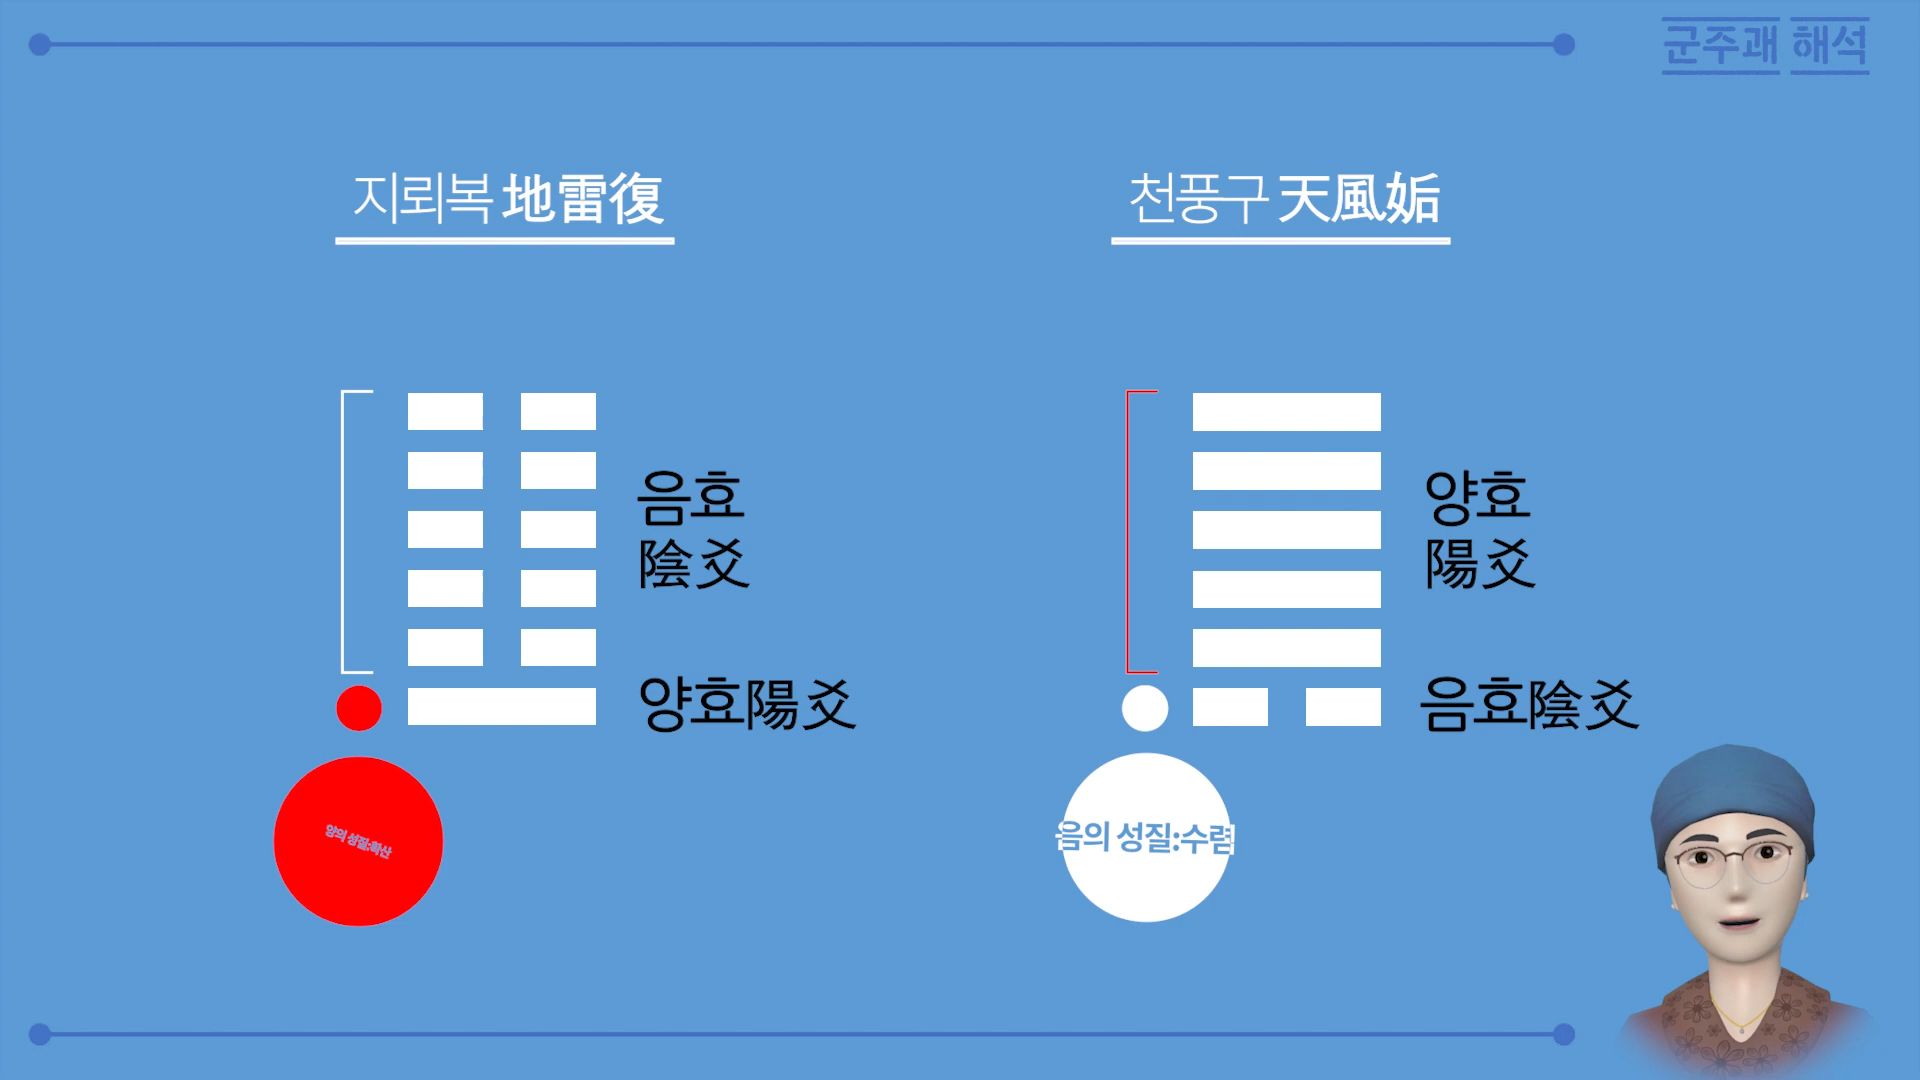 군주괘 해석
지뢰복 地雷復
천풍구 天風姤
음효
陰爻
양효陽爻
양의 성질:확산
양효
陽爻
음효陰爻
음의 성질:수렴